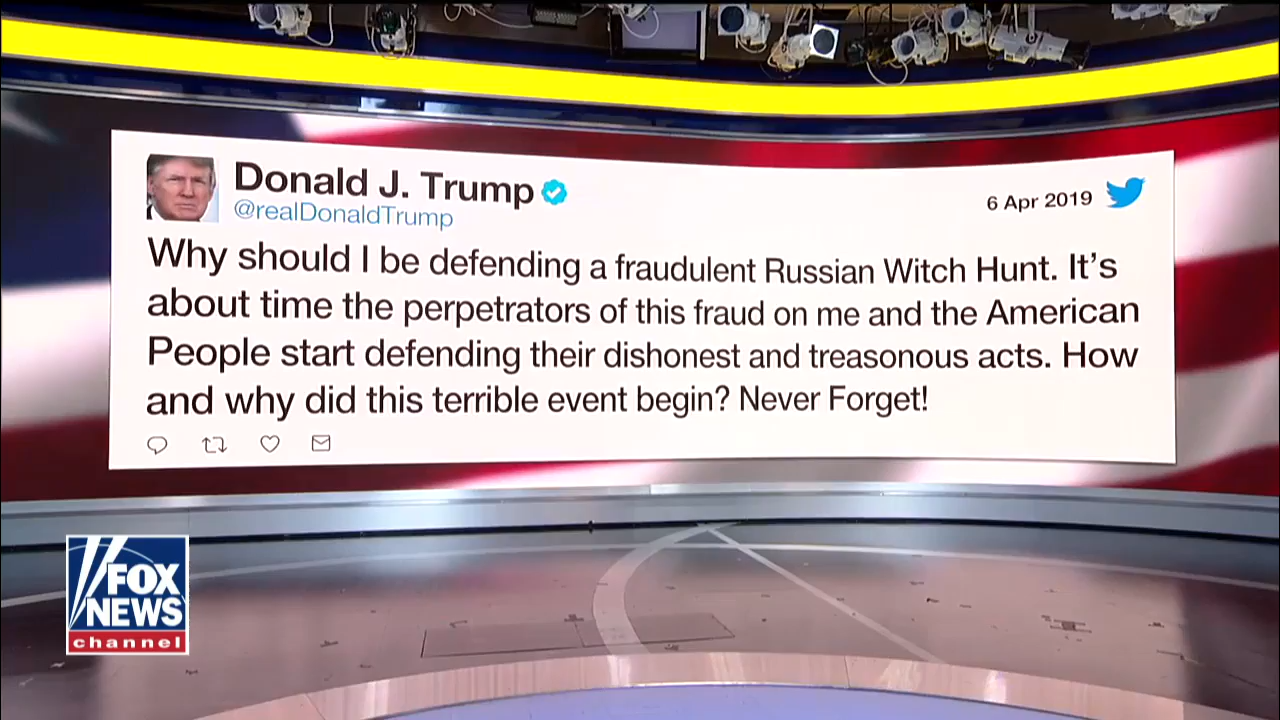 Donald J. Trump
@realDonaldTrump
6 Apr 2019
Why should I be defending a fraudulent Russian Witch Hunt. It's
about time the perpetrators of this fraud on me and the American
People start defending their dishonest and treasonous acts. How
and why did this terrible event begin? Never Forget!
FOX
NEWS
channel